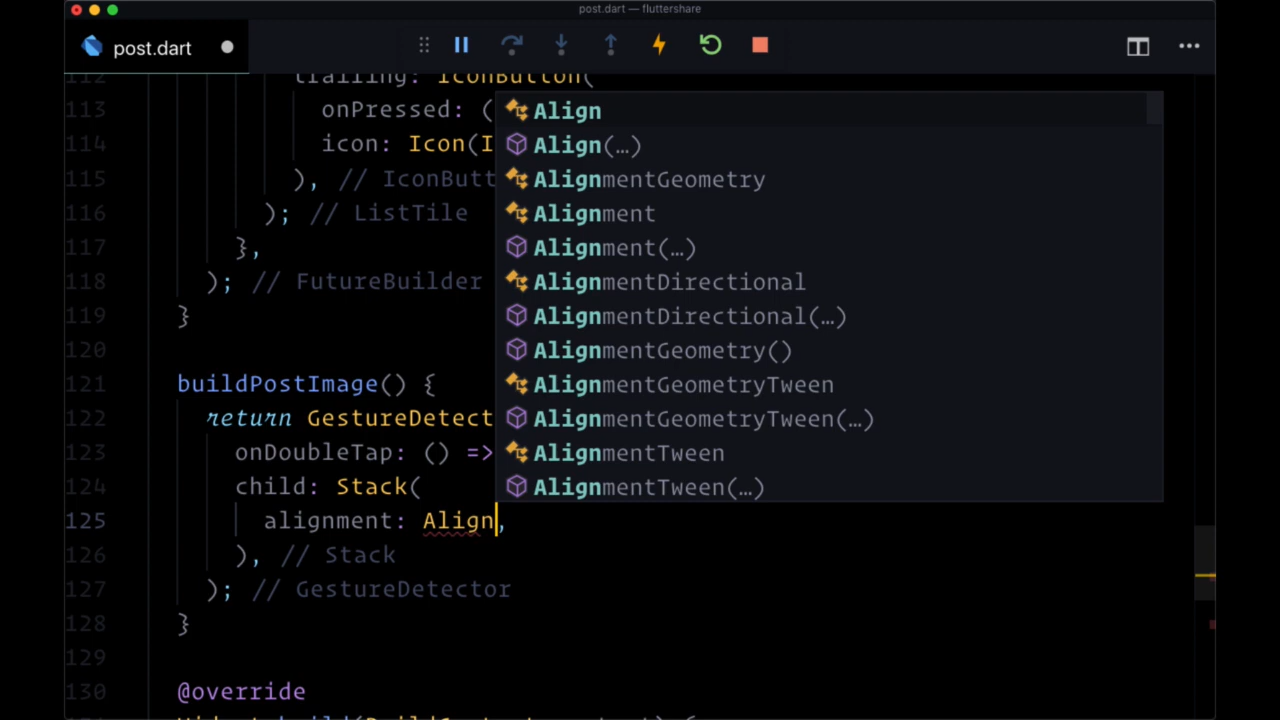 post.dart — fluttershare
post.dart
112 trailing: IconButton(
113 onPressed: (
114 icon: Icon(I
115 ), // IconButt
116 ); // ListTile
117 },
118 ); // FutureBuilder
119 }
120
121 buildPostImage() {
122 return GestureDetect
123 onDoubleTap: () =>
124 child: Stack(
125 alignment: Align,
126 ), // Stack
127 ); // GestureDetector
128 }
129
130 @override
Align
Align(…)
AlignmentGeometry
Alignment
Alignment(…)
AlignmentDirectional
AlignmentDirectional(…)
AlignmentGeometry()
AlignmentGeometryTween
AlignmentGeometryTween(…)
AlignmentTween
AlignmentTween(…)